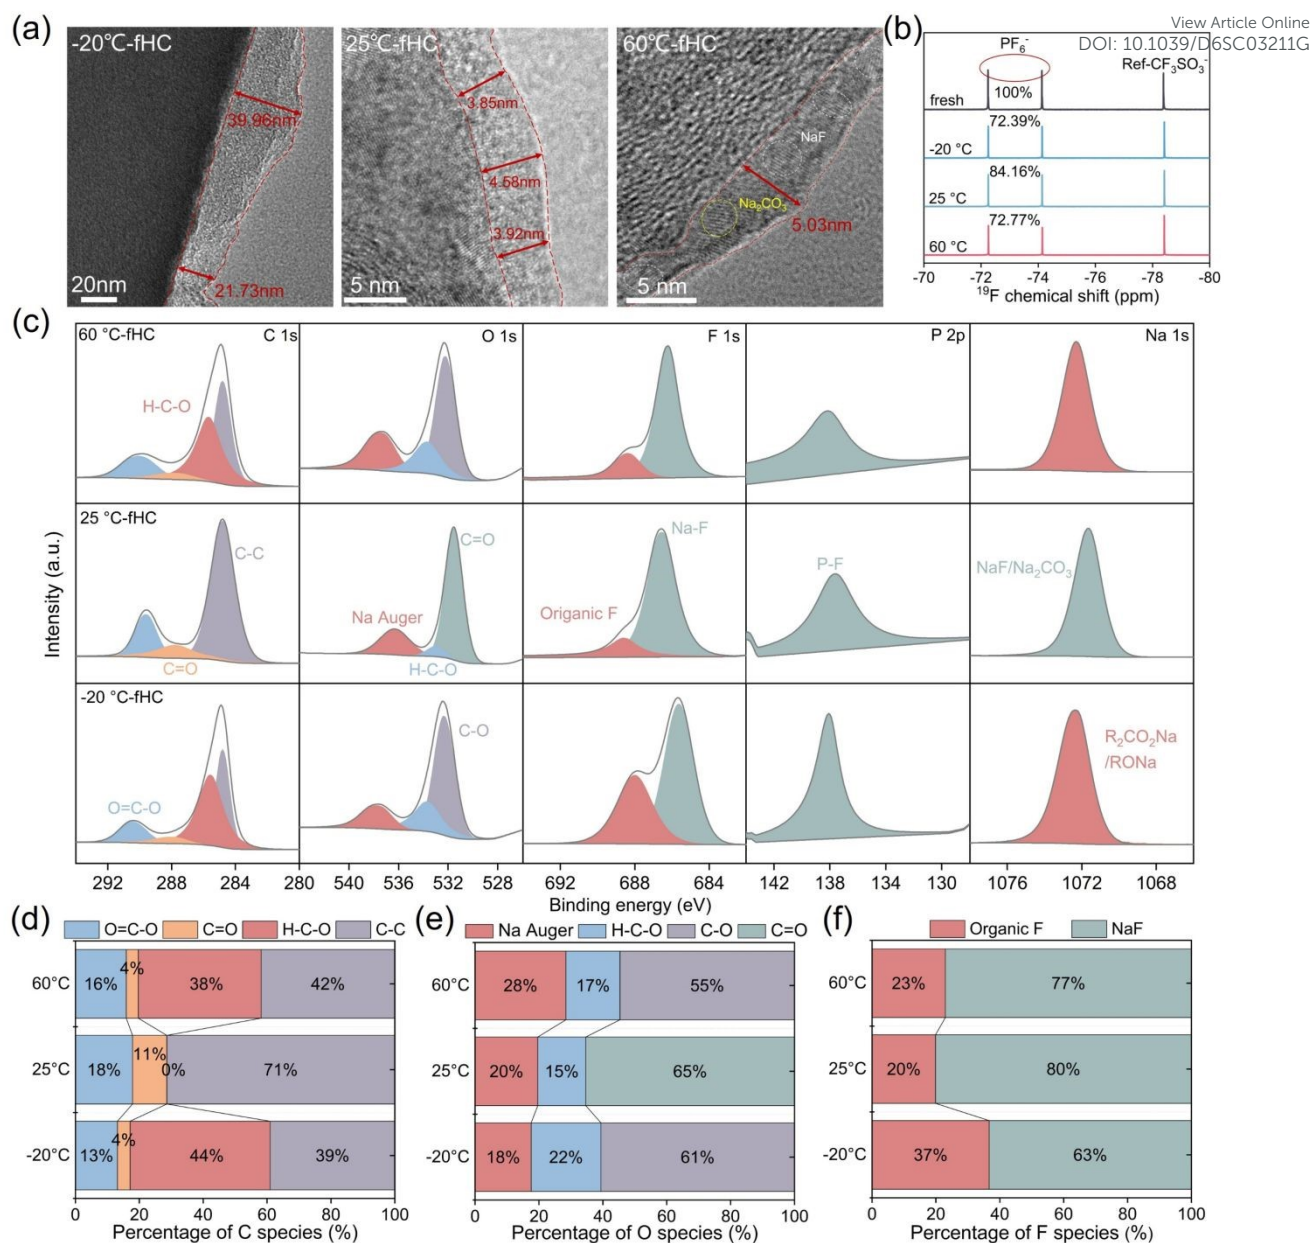 View Article Online
DOI: 10.1039/D6SC03211G
(a)
-20℃-fHC
39.96nm
21.73nm
20nm
25℃-fHC
3.85nm
4.58nm
3.92nm
5 nm
60℃-fHC
NaF
Na₂CO₃
5.03nm
5 nm
(b)
PF₆⁻
Ref-CF₃SO₃⁻
fresh
100%
72.39%
-20 °C
84.16%
25 °C
72.77%
60 °C
-70 -72 -74 -76 -78 -80
¹⁹F chemical shift (ppm)
(c)
60 °C-fHC C 1s O 1s F 1s P 2p Na 1s
H-C-O
25 °C-fHC
C-C
C=O
C=O
Na Auger
H-C-O
Na-F
Origanic F
P-F
NaF/Na₂CO₃
-20 °C-fHC
O=C-O
C-O
R₂CO₂Na
/RONa
Intensity (a.u.)
292 288 284 280 540 536 532 528 692 688 684 142 138 134 130 1076 1072 1068
Binding energy (eV)
(d)
O=C-O C=O H-C-O C-C
60°C 16% 4% 38% 42%
25°C 18% 11% 0% 71%
-20°C 13% 4% 44% 39%
0 20 40 60 80 100
Percentage of C species (%)
(e)
Na Auger H-C-O C-O C=O
60°C 28% 17% 55%
25°C 20% 15% 65%
-20°C 18% 22% 61%
0 20 40 60 80 100
Percentage of O species (%)
(f)
Organic F NaF
60°C 23% 77%
25°C 20% 80%
-20°C 37% 63%
0 20 40 60 80 100
Percentage of F species (%)